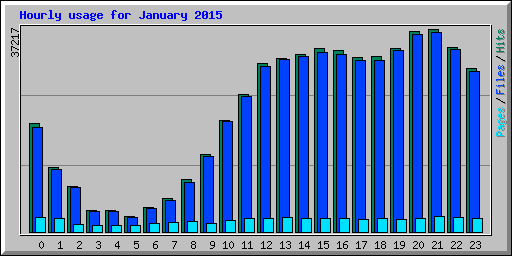 Hourly usage for January 2015
37217
Pages/Files/Hits
0 1 2 3 4 5 6 7 8 9 10 11 12 13 14 15 16 17 18 19 20 21 22 23